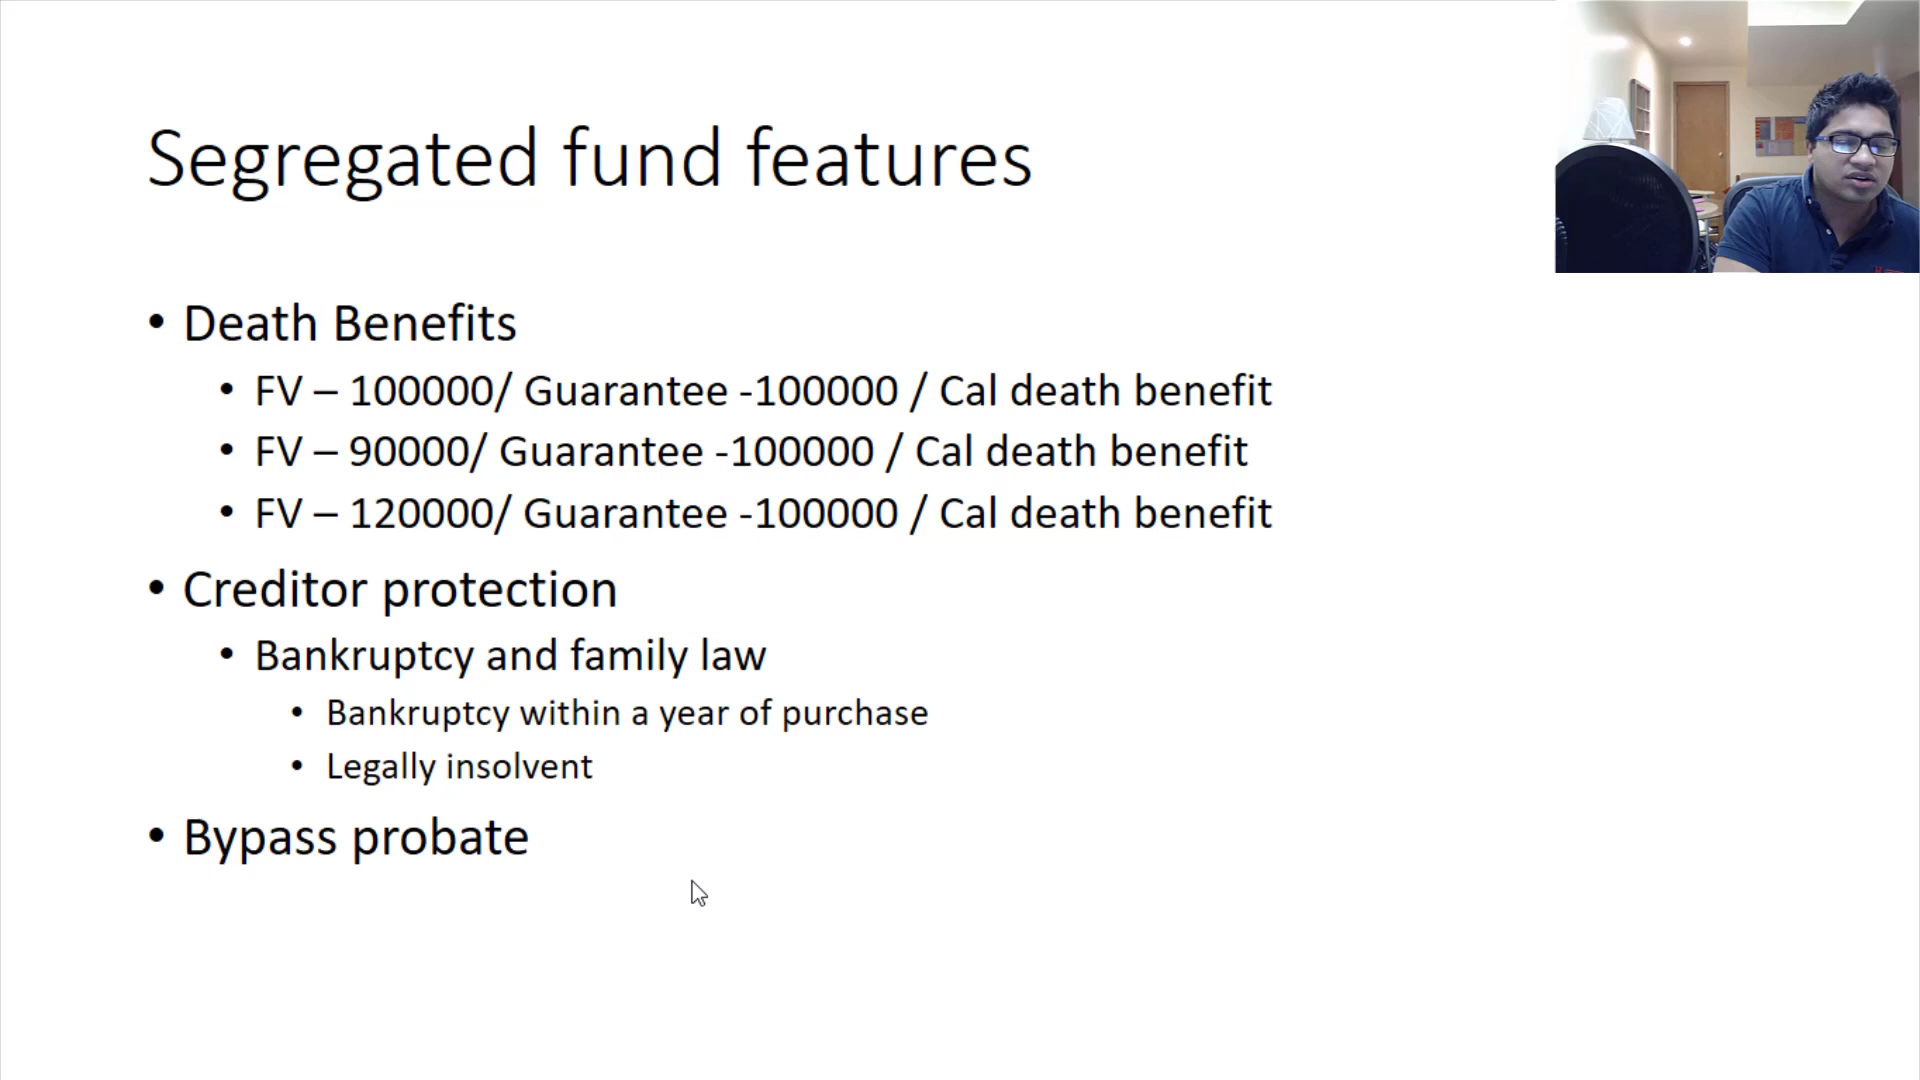 Segregated fund features
• Death Benefits
• FV – 100000/ Guarantee -100000 / Cal death benefit
• FV – 90000/ Guarantee -100000 / Cal death benefit
• FV – 120000/ Guarantee -100000 / Cal death benefit
• Creditor protection
• Bankruptcy and family law
• Bankruptcy within a year of purchase
• Legally insolvent
• Bypass probate